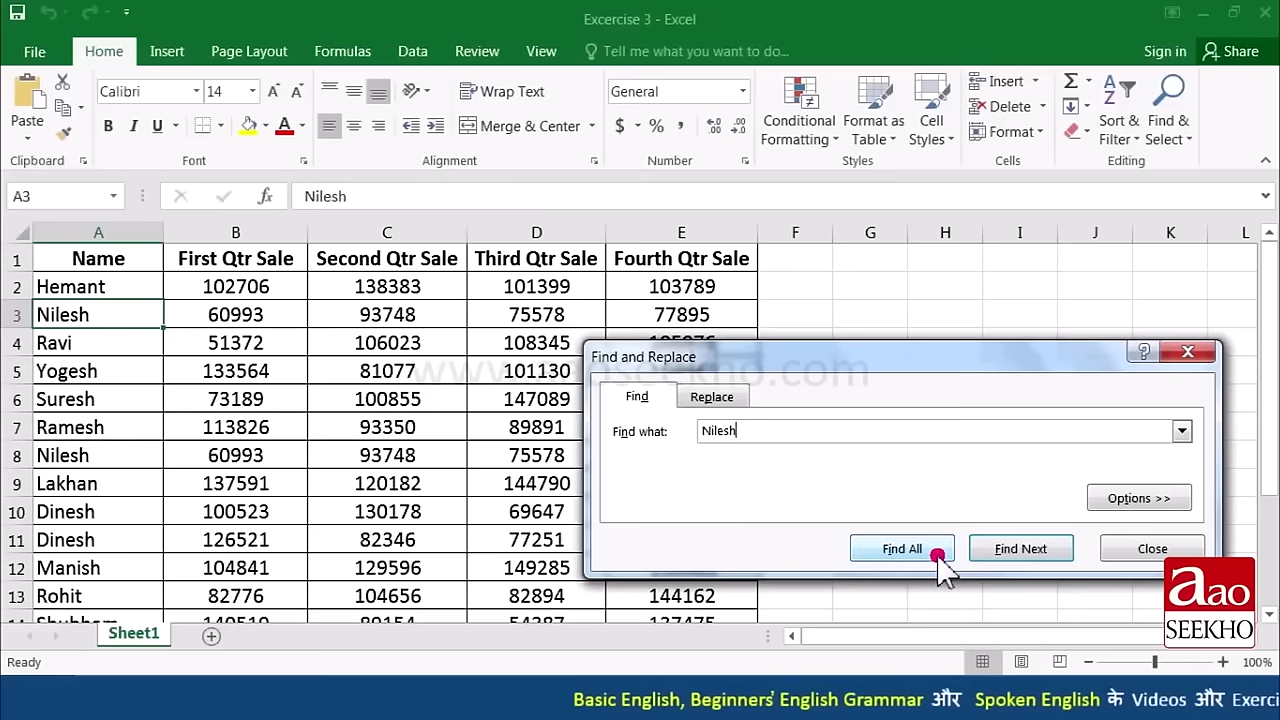 Excercise 3 - Excel
File Home Insert Page Layout Formulas Data Review View Tell me what you want to do... Sign in Share
Paste Calibri 14 Wrap Text General Conditional Formatting Format as Table Cell Styles Insert Σ Sort & Filter Find & Select
B I U A Merge & Center $ % , Delete
Format
Clipboard Font Alignment Number Styles Cells Editing
A3 fx Nilesh
A B C D E F G H I J K L
1 Name First Qtr Sale Second Qtr Sale Third Qtr Sale Fourth Qtr Sale
2 Hemant 102706 138383 101399 103789
3 Nilesh 60993 93748 75578 77895
4 Ravi 51372 106023 108345
5 Yogesh 133564 81077 101130
6 Suresh 73189 100855 147089
7 Ramesh 113826 93350 89891
8 Nilesh 60993 93748 75578
9 Lakhan 137591 120182 144790
10 Dinesh 100523 130178 69647
11 Dinesh 126521 82346 77251
12 Manish 104841 129596 149285
13 Rohit 82776 104656 82894 144162
Find and Replace
Find Replace
Find what: Nilesh
Options >>
Find All Find Next Close
aao
SEEKHO
Sheet1
Ready 100%
Basic English, Beginners' English Grammar और Spoken English के Videos और Exerci